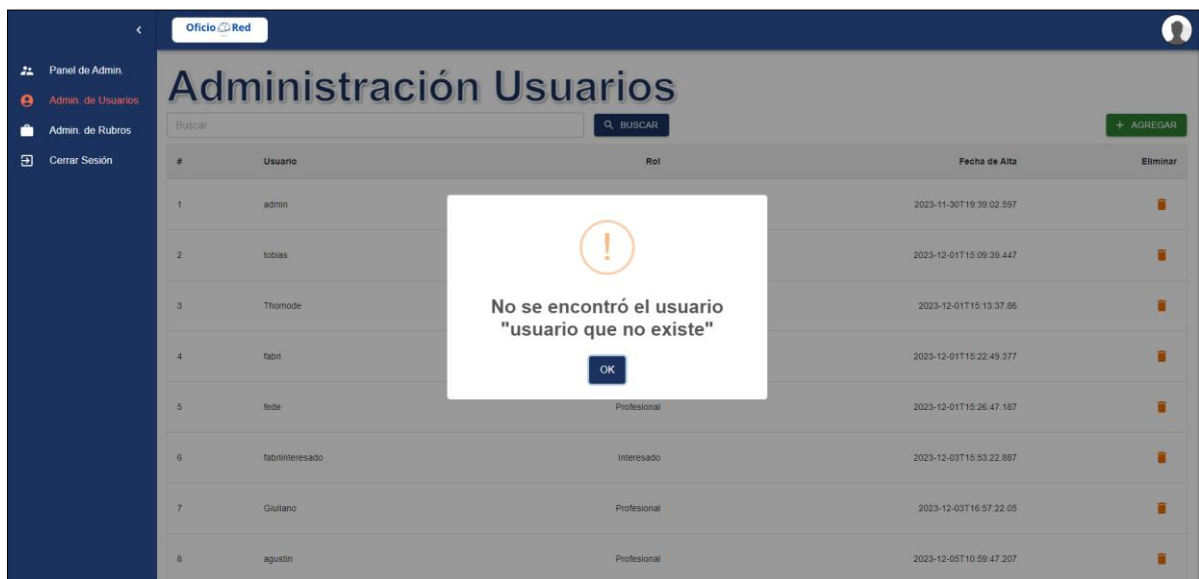 Oficio Red
Panel de Admin.
Admin. de Usuarios
Admin. de Rubros
Cerrar Sesión
Administración Usuarios
Buscar
BUSCAR
+ AGREGAR
# Usuario Rol Fecha de Alta Eliminar
1 admin 2023-11-30T19:39:02.597
2 tobias 2023-12-01T15:09:39.447
3 Thomode 2023-12-01T15:13:37.86
4 fabri 2023-12-01T15:22:49.377
5 fede Profesional 2023-12-01T15:26:47.187
6 fabriinteresado Interesado 2023-12-03T15:53:22.887
7 Giuliano Profesional 2023-12-03T16:57:22.05
8 agustin Profesional 2023-12-05T10:59:47.207
!
No se encontró el usuario
"usuario que no existe"
OK